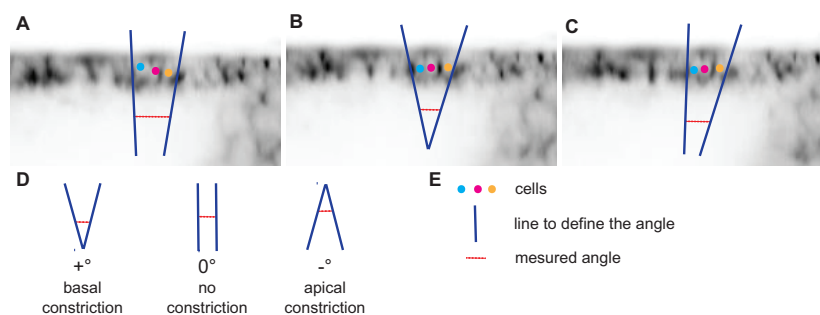 A
B
C
D
+°
basal
constriction
0°
no
constriction
-°
apical
constriction
E
cells
line to define the angle
mesured angle